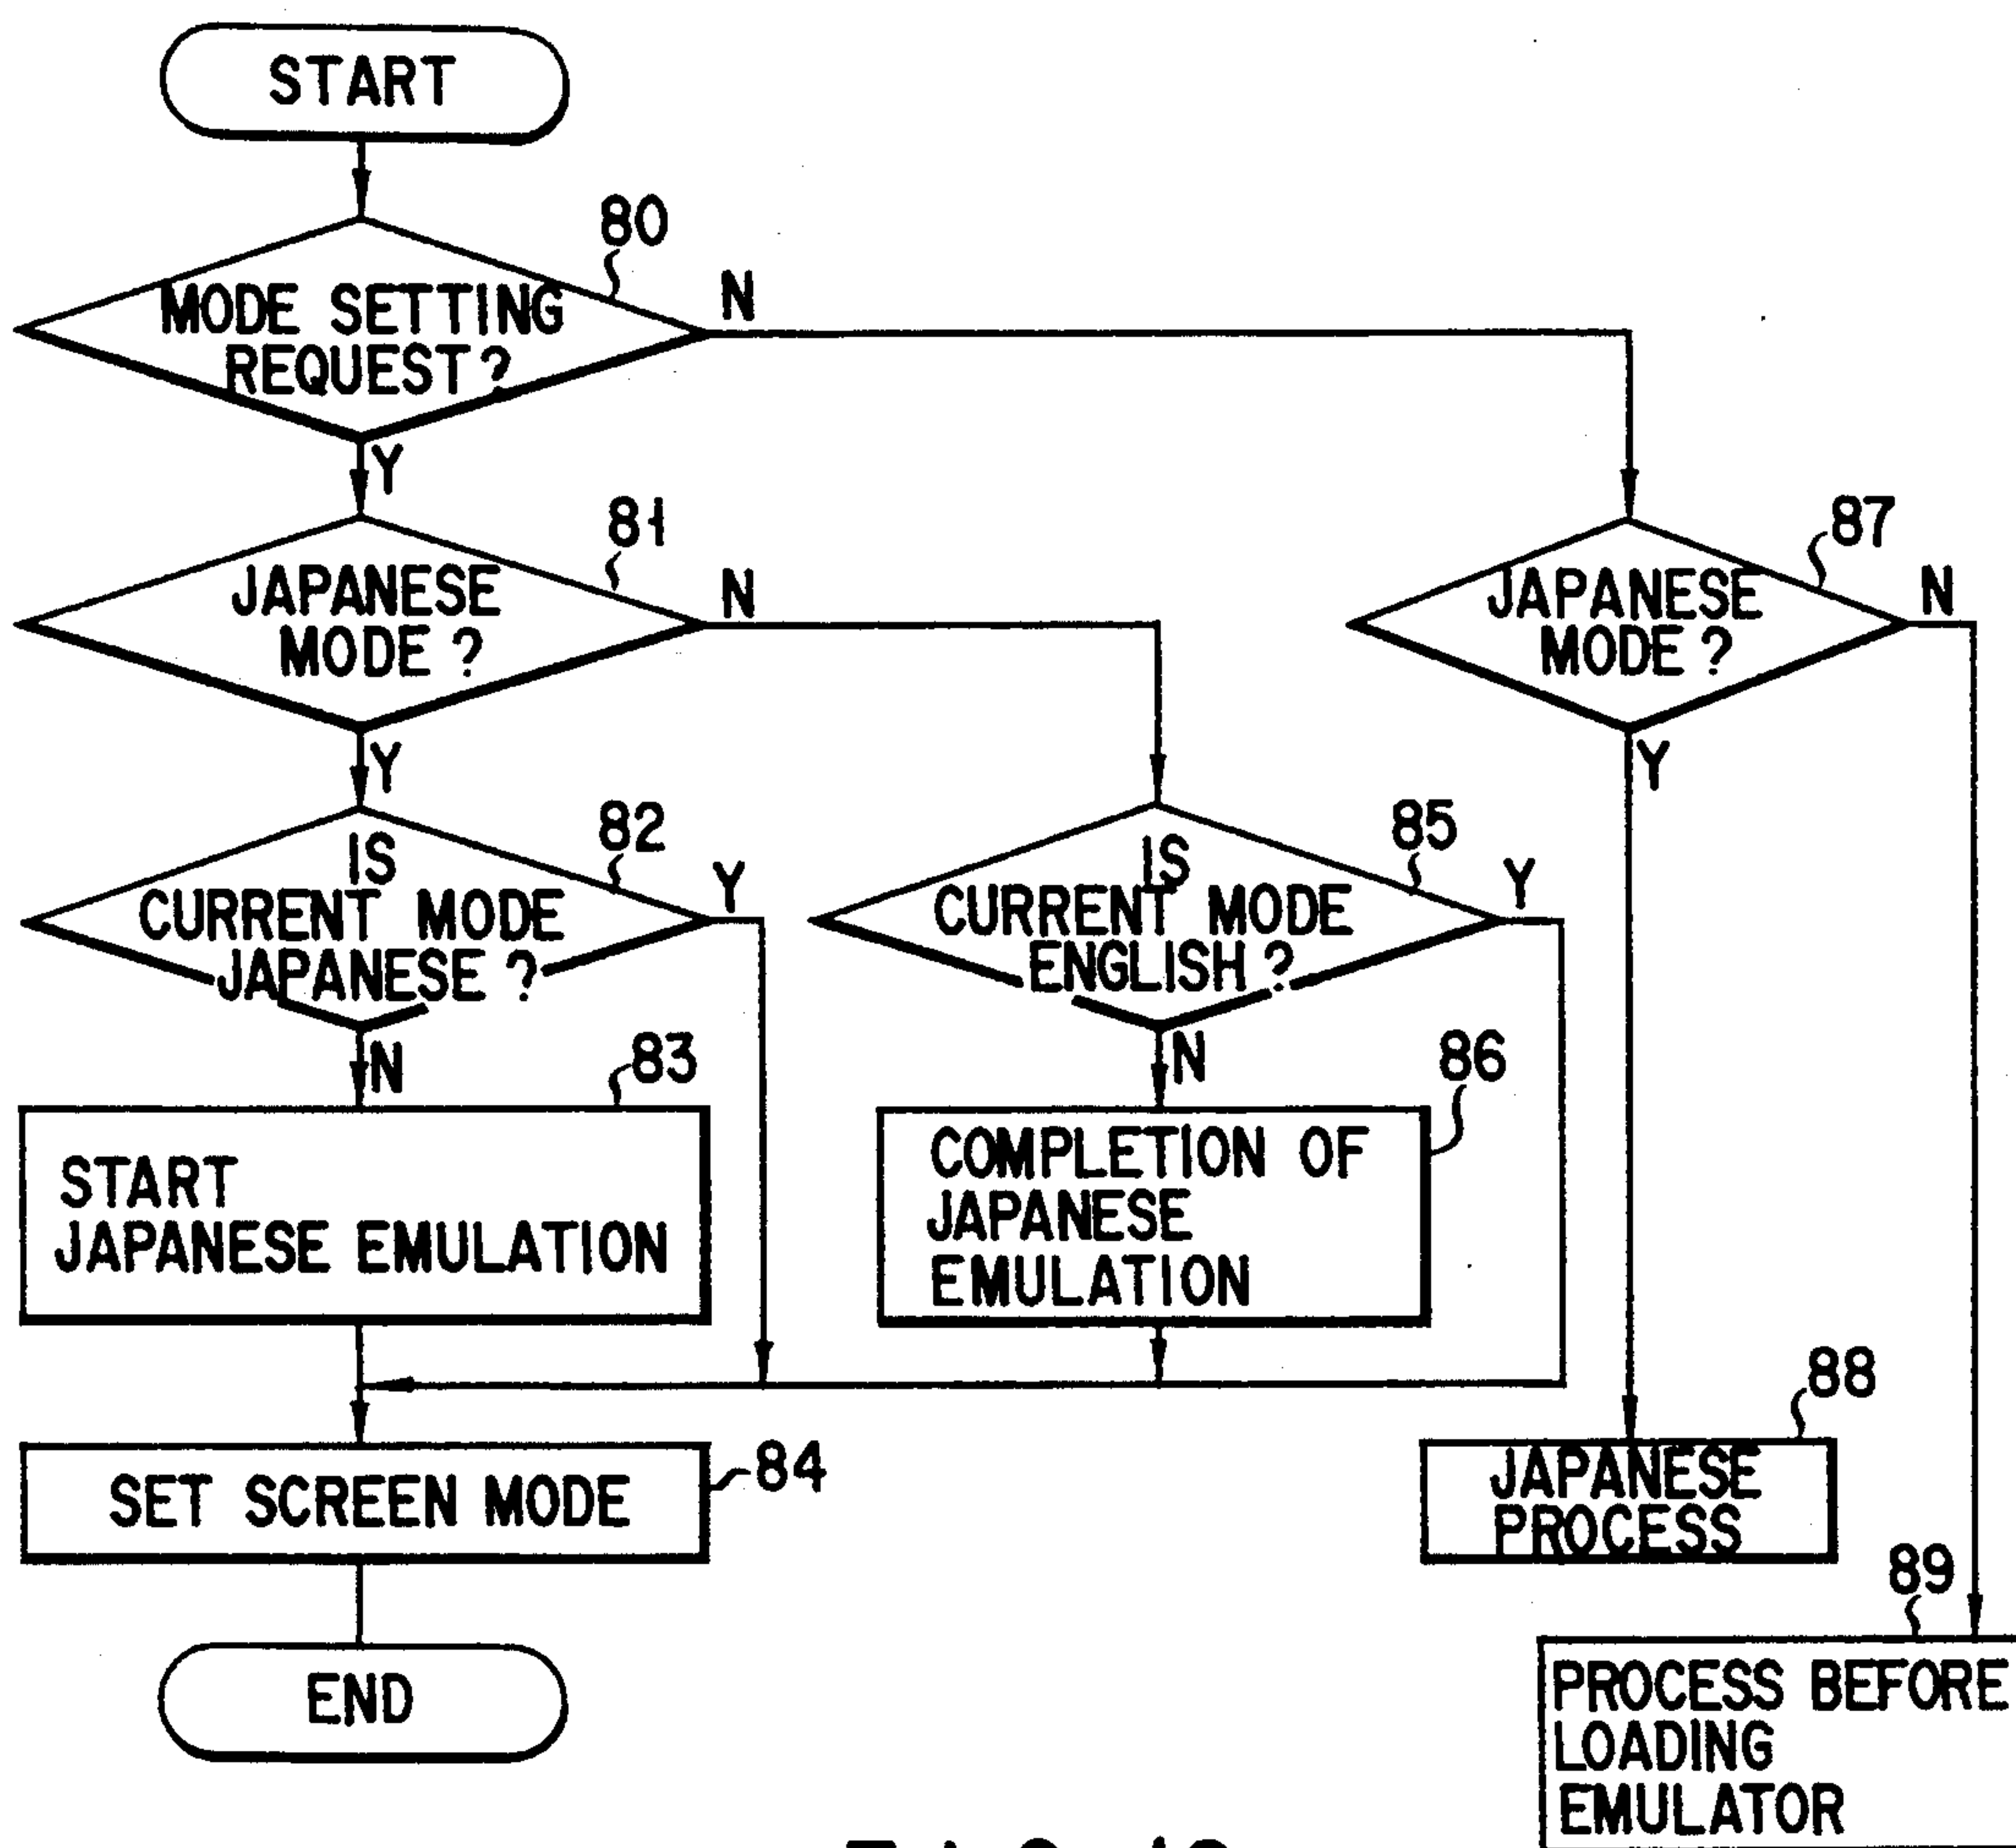 START
80
MODE SETTING
REQUEST?
N
Y
81
JAPANESE
MODE?
N
Y
87
JAPANESE
MODE?
N
Y
82
IS
CURRENT MODE
JAPANESE?
Y
N
85
IS
CURRENT MODE
ENGLISH?
Y
N
83
START
JAPANESE EMULATION
86
COMPLETION OF
JAPANESE
EMULATION
84
SET SCREEN MODE
88
JAPANESE
PROCESS
END
89
PROCESS BEFORE
LOADING
EMULATOR